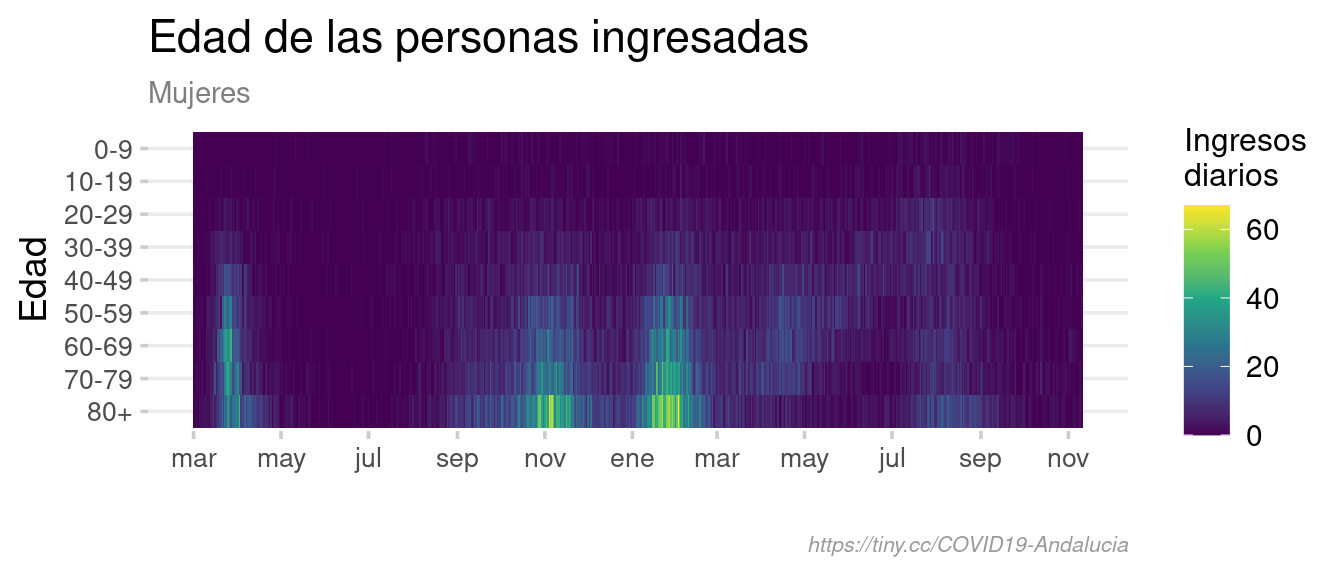 Edad de las personas ingresadas
Mujeres
Edad
0-9
10-19
20-29
30-39
40-49
50-59
60-69
70-79
80+
mar may jul sep nov ene mar may jul sep nov
Ingresos
diarios
60
40
20
0
https://tiny.cc/COVID19-Andalucia